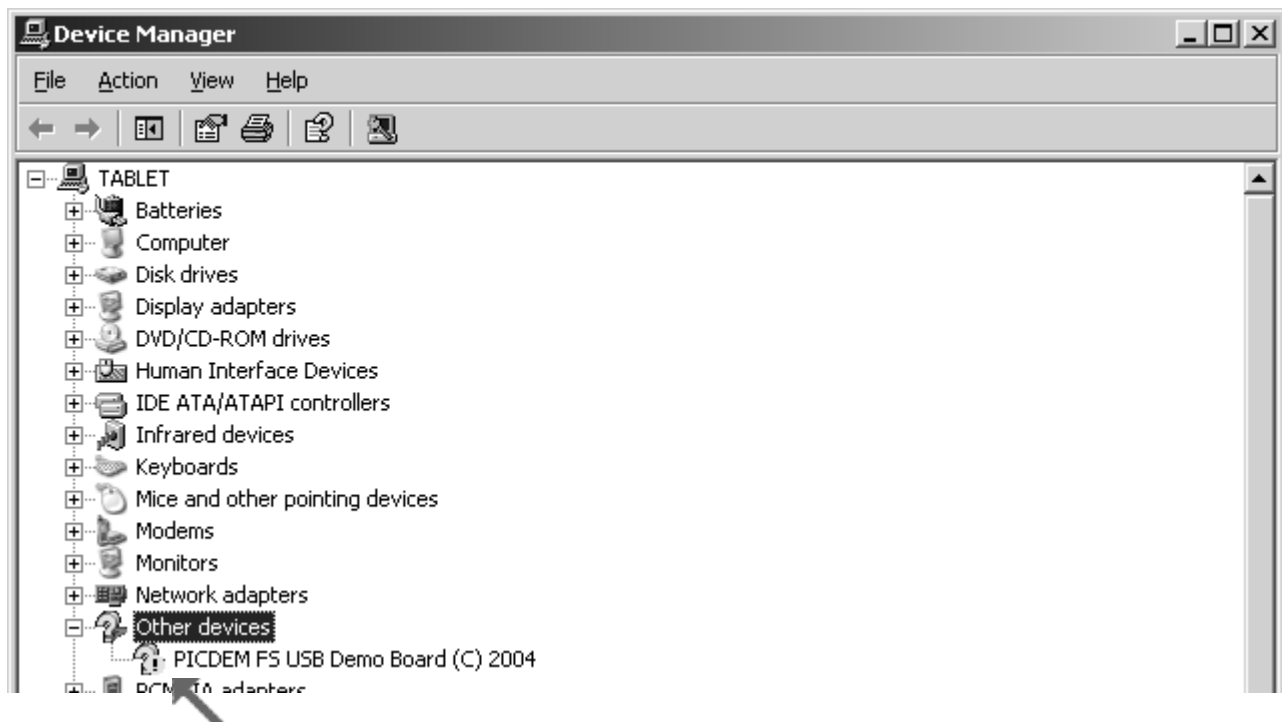 Device Manager
File Action View Help
TABLET
Batteries
Computer
Disk drives
Display adapters
DVD/CD-ROM drives
Human Interface Devices
IDE ATA/ATAPI controllers
Infrared devices
Keyboards
Mice and other pointing devices
Modems
Monitors
Network adapters
Other devices
PICDEM FS USB Demo Board (C) 2004
adapters